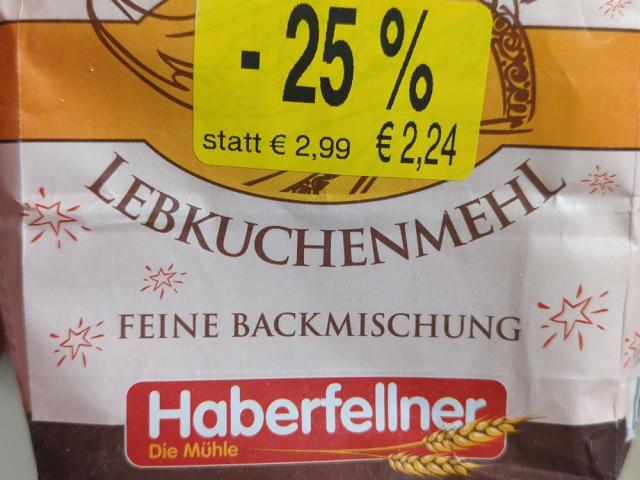 - 25 %
statt € 2,99 € 2,24
LEBKUCHENMEHL
FEINE BACKMISCHUNG
Haberfellner
Die Mühle